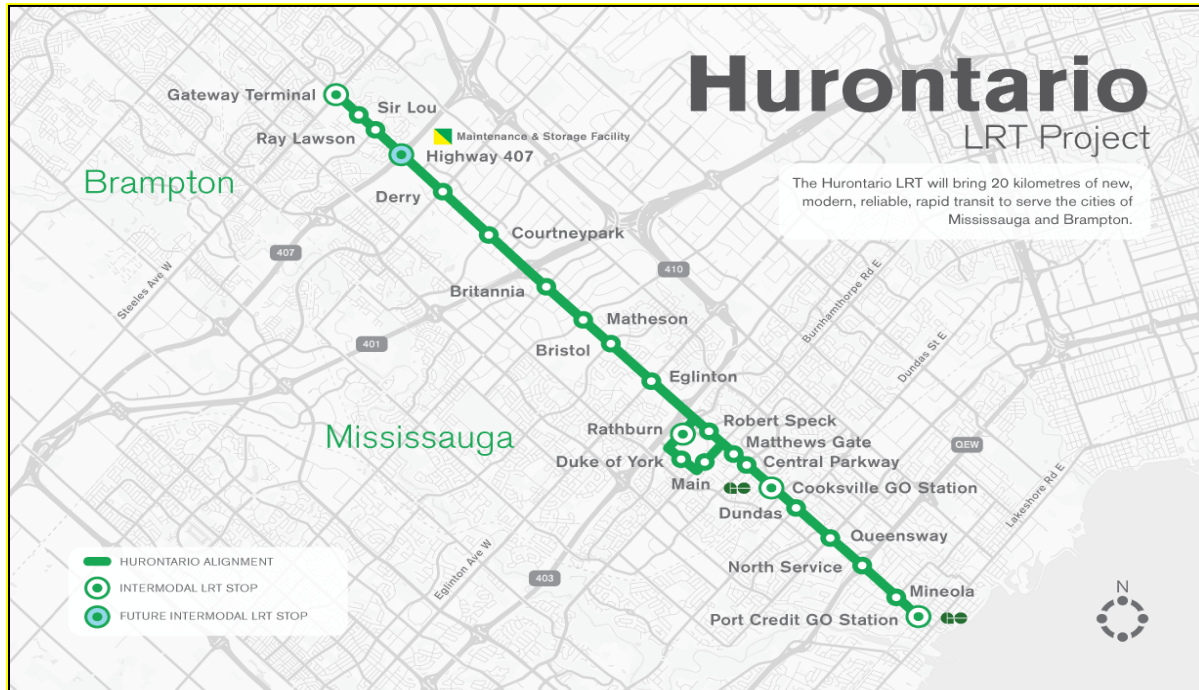 Hurontario
LRT Project
The Hurontario LRT will bring 20 kilometres of new,
modern, reliable, rapid transit to serve the cities of
Mississauga and Brampton.
Gateway Terminal
Sir Lou
Ray Lawson
Maintenance & Storage Facility
Highway 407
Brampton
Derry
Courtneypark
407
410
Steeles Ave W
Britannia
Burnhamthorpe Rd E
Matheson
401
Bristol
Dundas St E
Eglinton
Mississauga
Rathburn
Robert Speck
Matthews Gate
QEW
Duke of York
Central Parkway
Main
GO
Cooksville GO Station
Lakeshore Rd E
Dundas
Queensway
HURONTARIO ALIGNMENT
North Service
Eglinton Ave W
403
INTERMODAL LRT STOP
Mineola
N
FUTURE INTERMODAL LRT STOP
Port Credit GO Station
GO